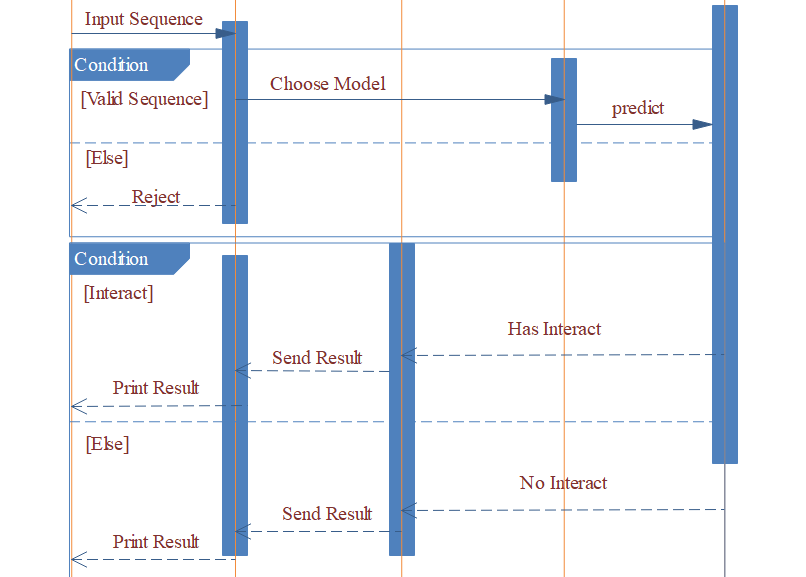 Input Sequence
Condition
Choose Model
[Valid Sequence]
predict
[Else]
Reject
Condition
[Interact]
Has Interact
Send Result
Print Result
[Else]
No Interact
Send Result
Print Result